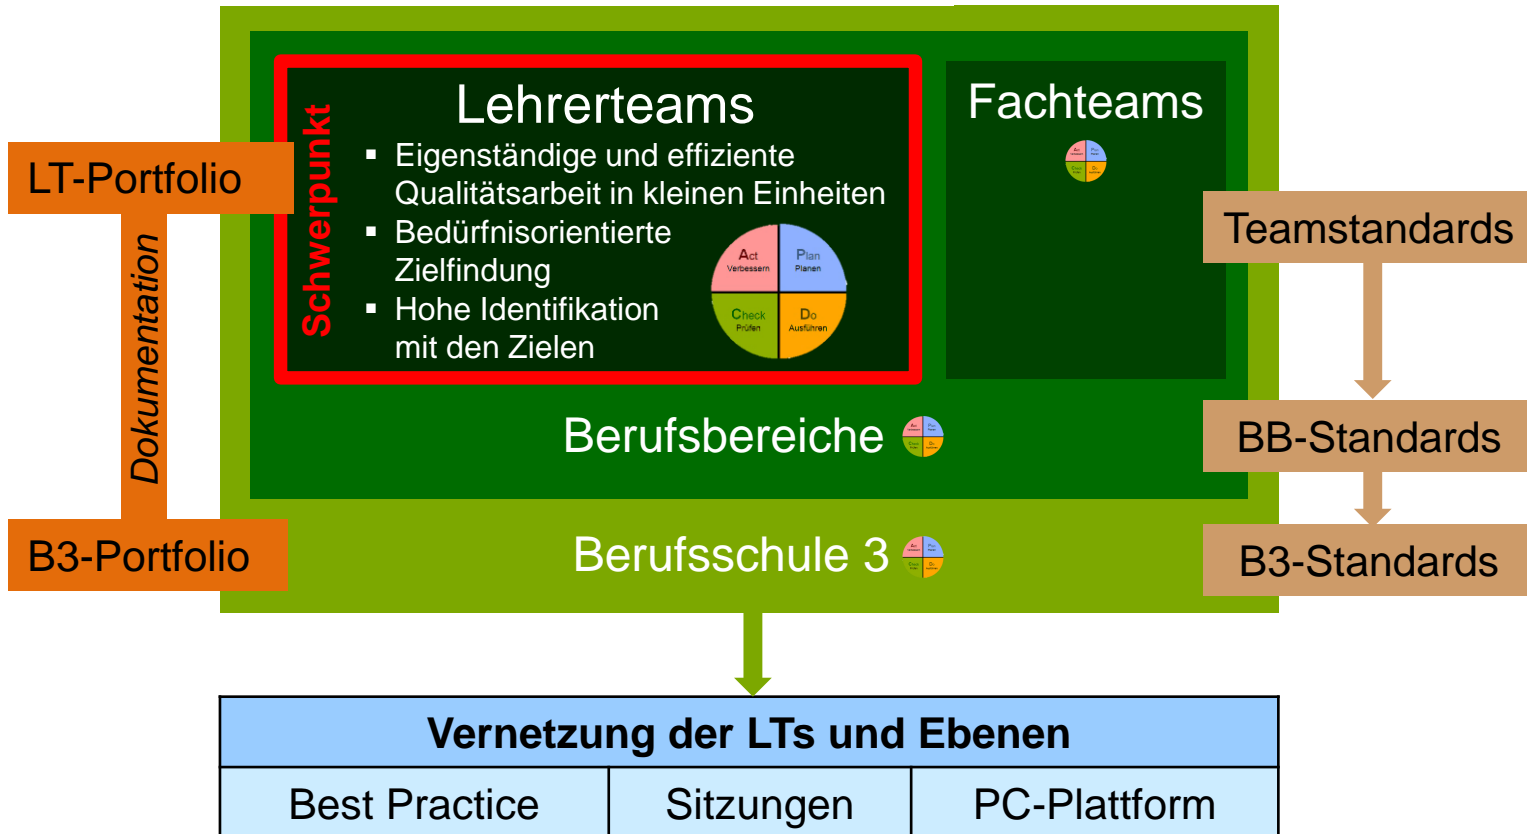 Lehrerteams
Fachteams
Schwerpunkt
▪ Eigenständige und effiziente
Qualitätsarbeit in kleinen Einheiten
▪ Bedürfnisorientierte
Zielfindung
▪ Hohe Identifikation
mit den Zielen
Act
Verbessern
Plan
Planen
Check
Prüfen
Do
Ausführen
LT-Portfolio
Dokumentation
B3-Portfolio
Teamstandards
BB-Standards
B3-Standards
Berufsbereiche
Berufsschule 3
Vernetzung der LTs und Ebenen
Best Practice
Sitzungen
PC-Plattform